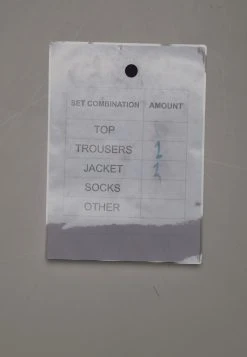 SET COMBINATION AMOUNT
TOP
TROUSERS 1
JACKET 1
SOCKS
OTHER